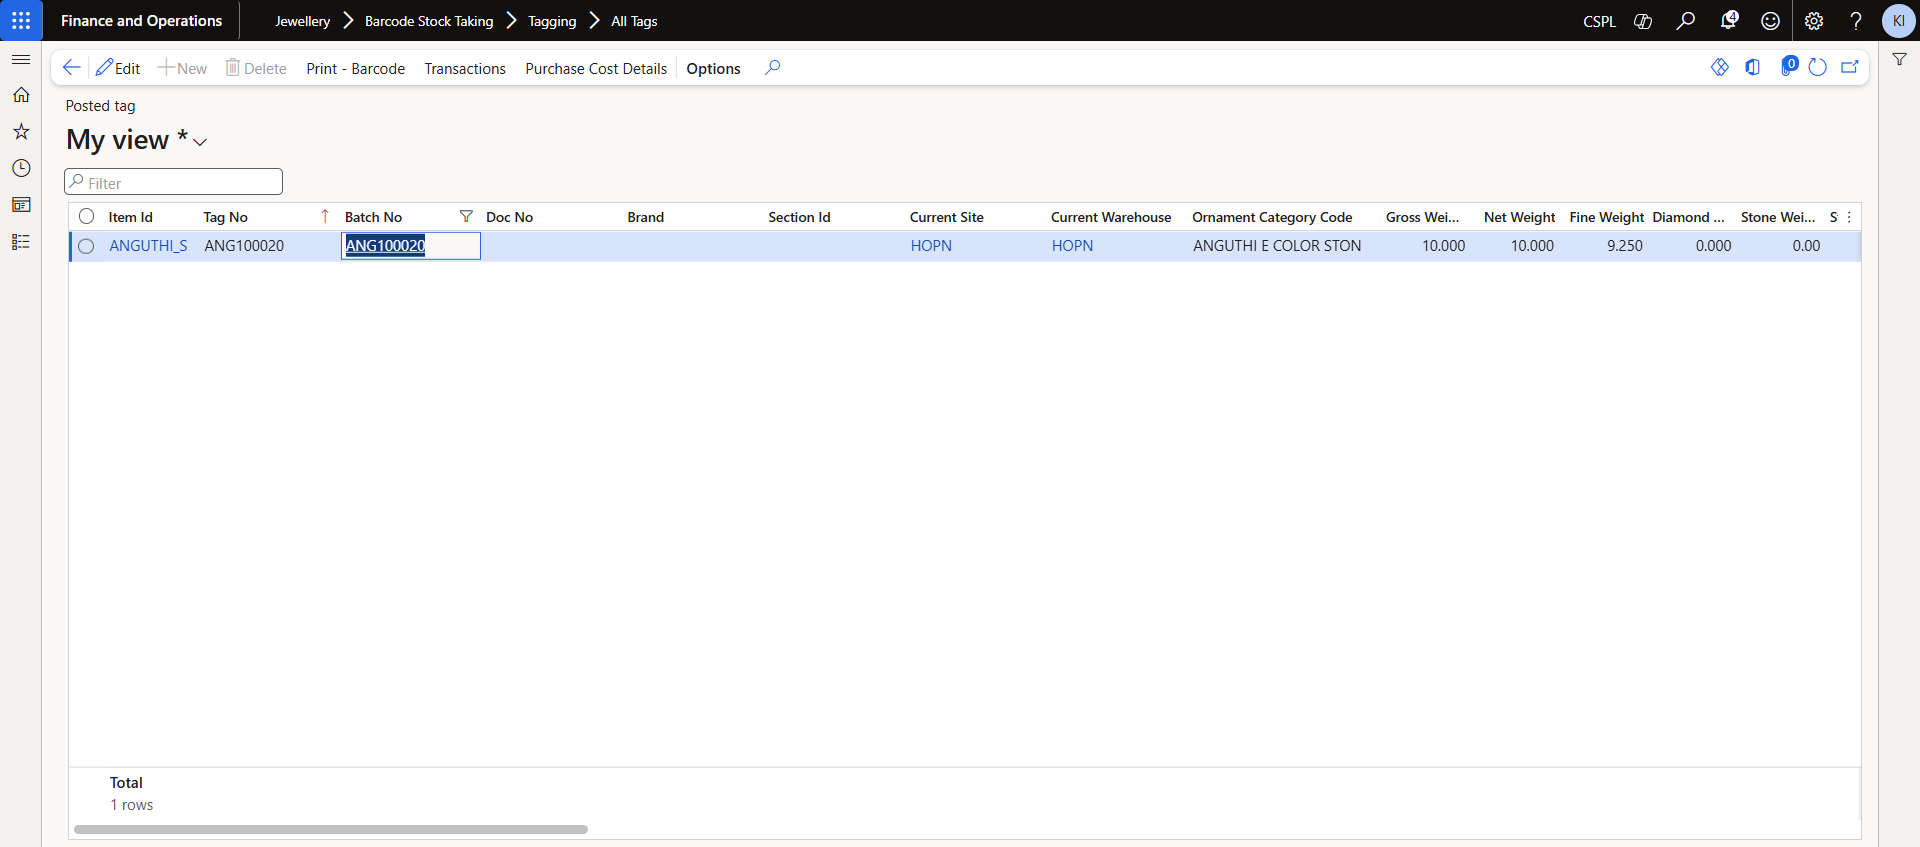 Finance and Operations
Jewellery > Barcode Stock Taking > Tagging > All Tags
CSPL
4
?
KI
Edit
New
Delete
Print - Barcode
Transactions
Purchase Cost Details
Options
0
Posted tag
My view *
Filter
Item Id Tag No ↑ Batch No Doc No Brand Section Id Current Site Current Warehouse Ornament Category Code Gross Wei... Net Weight Fine Weight Diamond ... Stone Wei... S
ANGUTHI_S ANG100020 ANG100020 HOPN HOPN ANGUTHI E COLOR STON 10.000 10.000 9.250 0.000 0.00
Total
1 rows